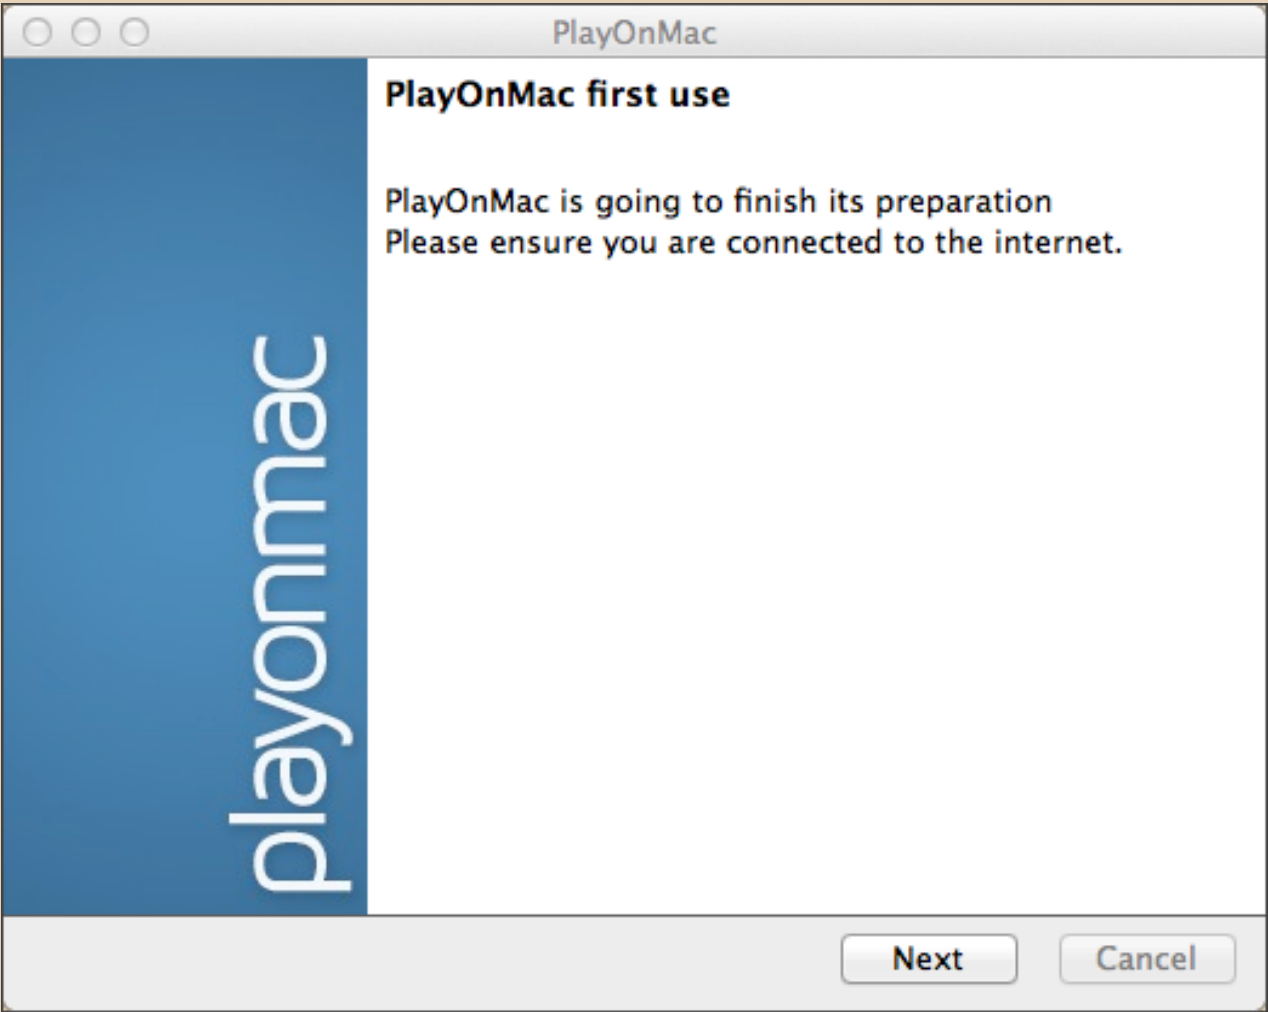 PlayOnMac
PlayOnMac first use
PlayOnMac is going to finish its preparation
Please ensure you are connected to the internet.
playonmac
Next
Cancel